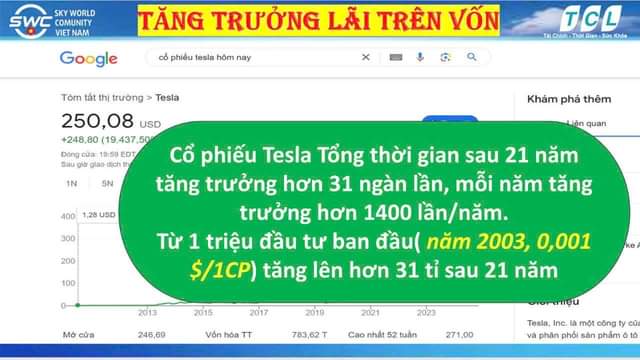 SWC
SKY WORLD
COMUNITY
VIET NAM
TĂNG TRƯỞNG LÃI TRÊN VỐN
TCL
Tài Chính - Thời Gian - Sức Khỏe
Google
cổ phiếu tesla hôm nay
Tóm tắt thị trường > Tesla
Khám phá thêm
250,08 USD
+248,80 (19.437,50
Liên quan
Đóng cửa: 19:59 EDT
Sau giờ giao dịch
1N 5N
Cổ phiếu Tesla Tổng thời gian sau 21 năm
tăng trưởng hơn 31 ngàn lần, mỗi năm tăng
trưởng hơn 1400 lần/năm.
Từ 1 triệu đầu tư ban đầu( năm 2003, 0,001
$/1CP) tăng lên hơn 31 tỉ sau 21 năm
400
1,28 USD
300
200
100
0
2013 2015 2017 2019 2021 2023
Giới thiệu
Mở cửa 246,69 Vốn hóa TT 783,62 T Cao nhất 52 tuần 271,00
Tesla, Inc. là một công ty
và phân phối sản phẩm ô tô